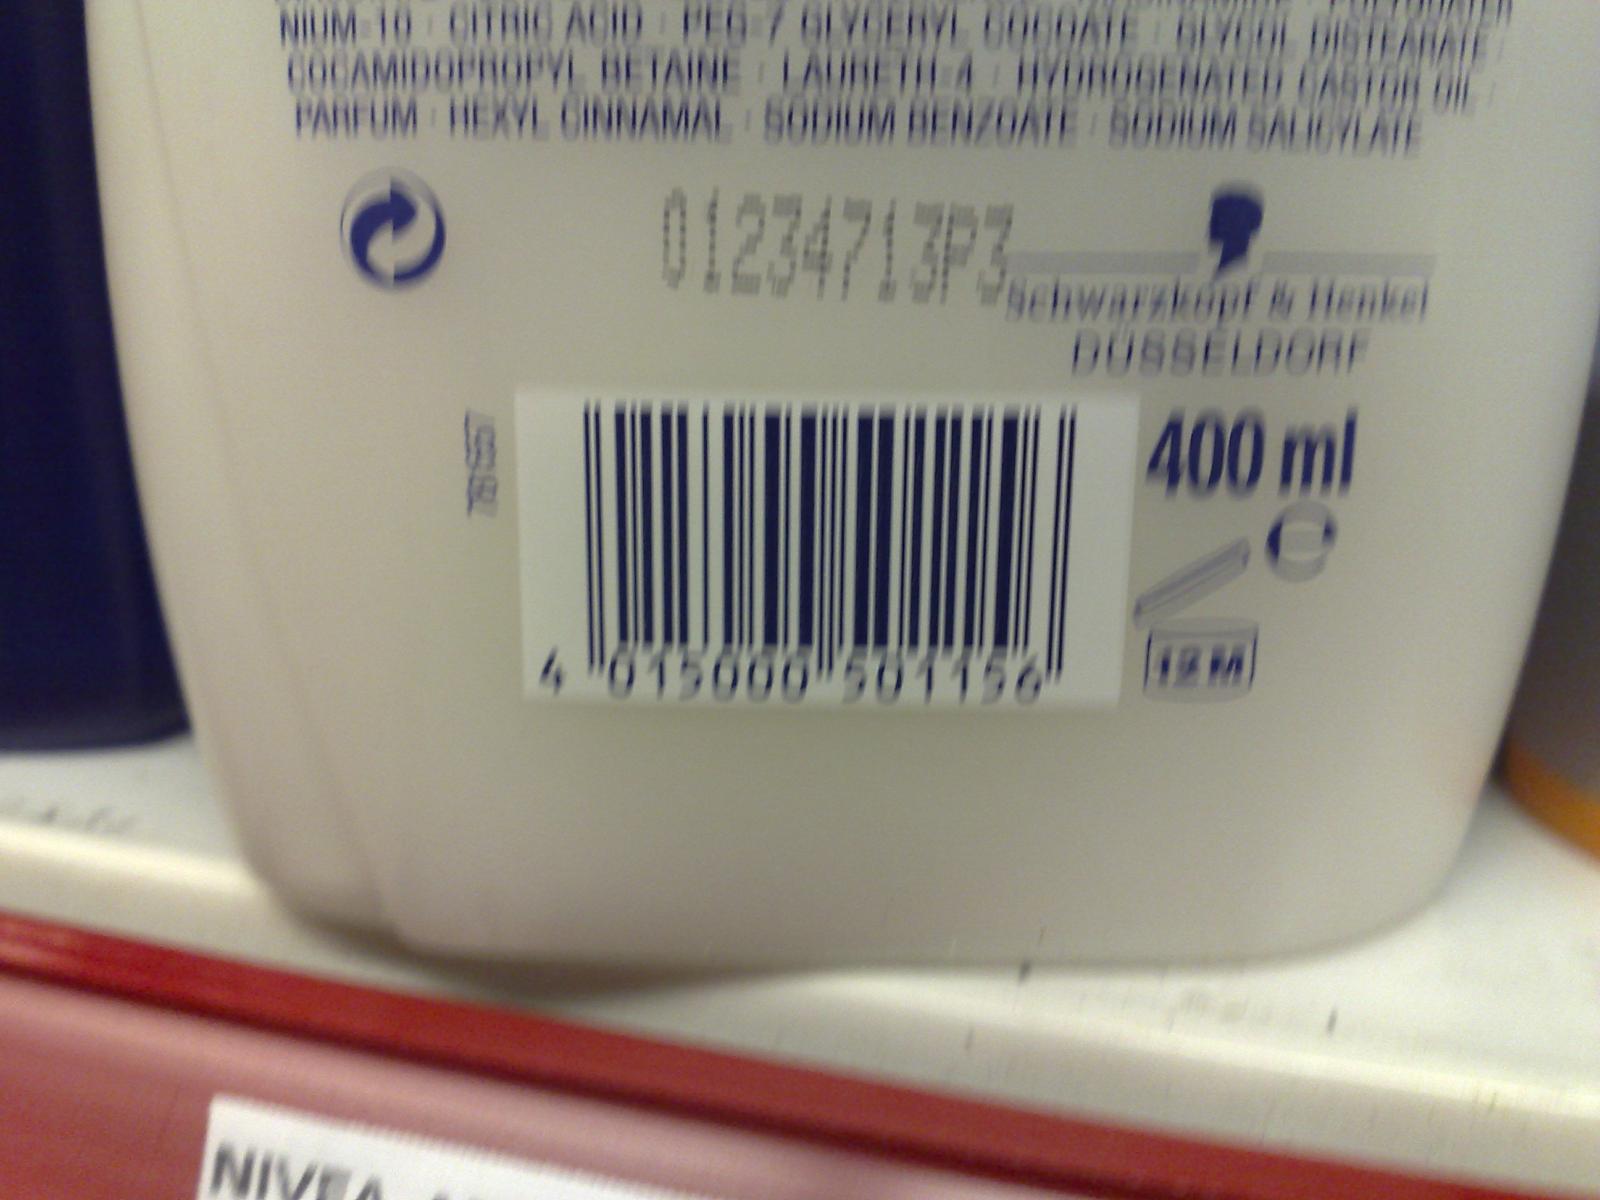 NIUM-10 · CITRIC ACID · PEG-7 GLYCERYL COCOATE · GLYCOL DISTEARATE ·
COCAMIDOPROPYL BETAINE · LAURETH-4 · HYDROGENATED CASTOR OIL ·
PARFUM · HEXYL CINNAMAL · SODIUM BENZOATE · SODIUM SALICYLATE
01234713P3
Schwarzkopf & Henkel
DÜSSELDORF
400 ml
12 M
4 015000 501156
NIVEA